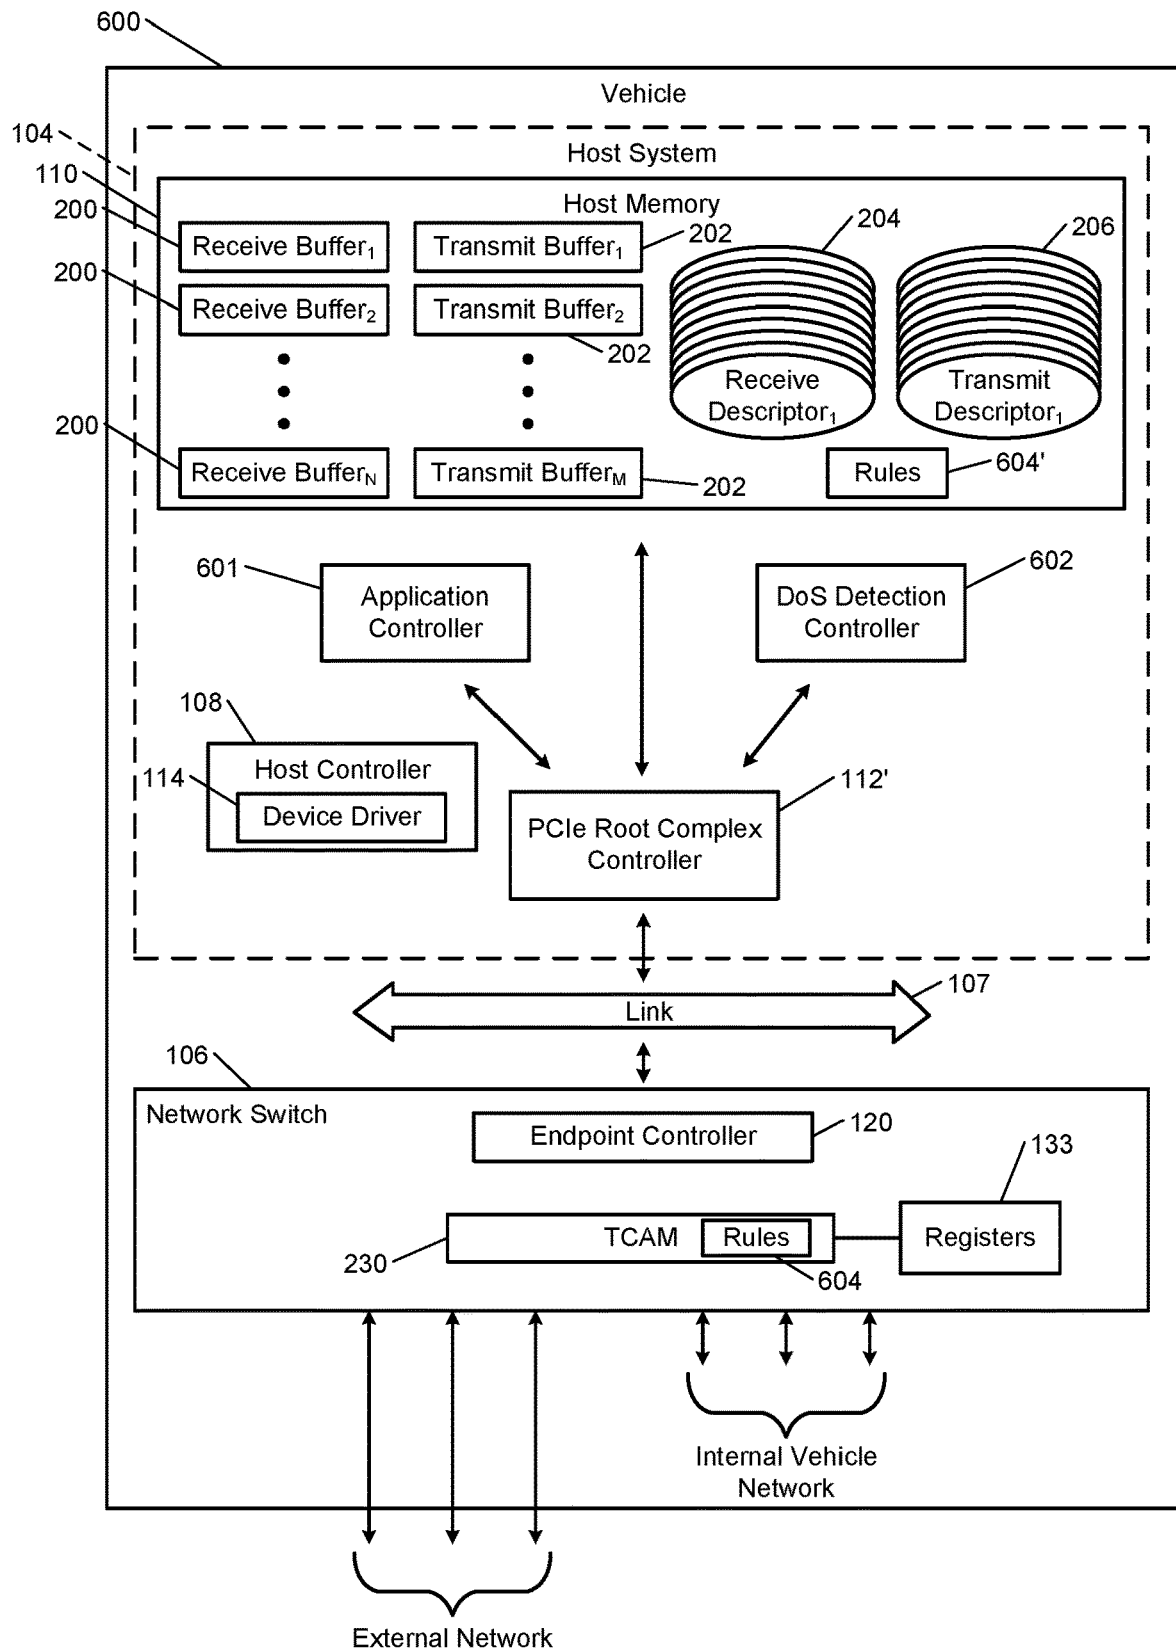 600
Vehicle
104
Host System
110
Host Memory
200
Receive Buffer1
Transmit Buffer1
202
204
206
200
Receive Buffer2
Transmit Buffer2
202
Receive
Descriptor1
Transmit
Descriptor1
200
Receive BufferN
Transmit BufferM
202
Rules
604'
601
Application
Controller
602
DoS Detection
Controller
108
Host Controller
114
Device Driver
112'
PCIe Root Complex
Controller
107
Link
106
Network Switch
Endpoint Controller
120
133
TCAM
Rules
Registers
230
604
Internal Vehicle
Network
External Network